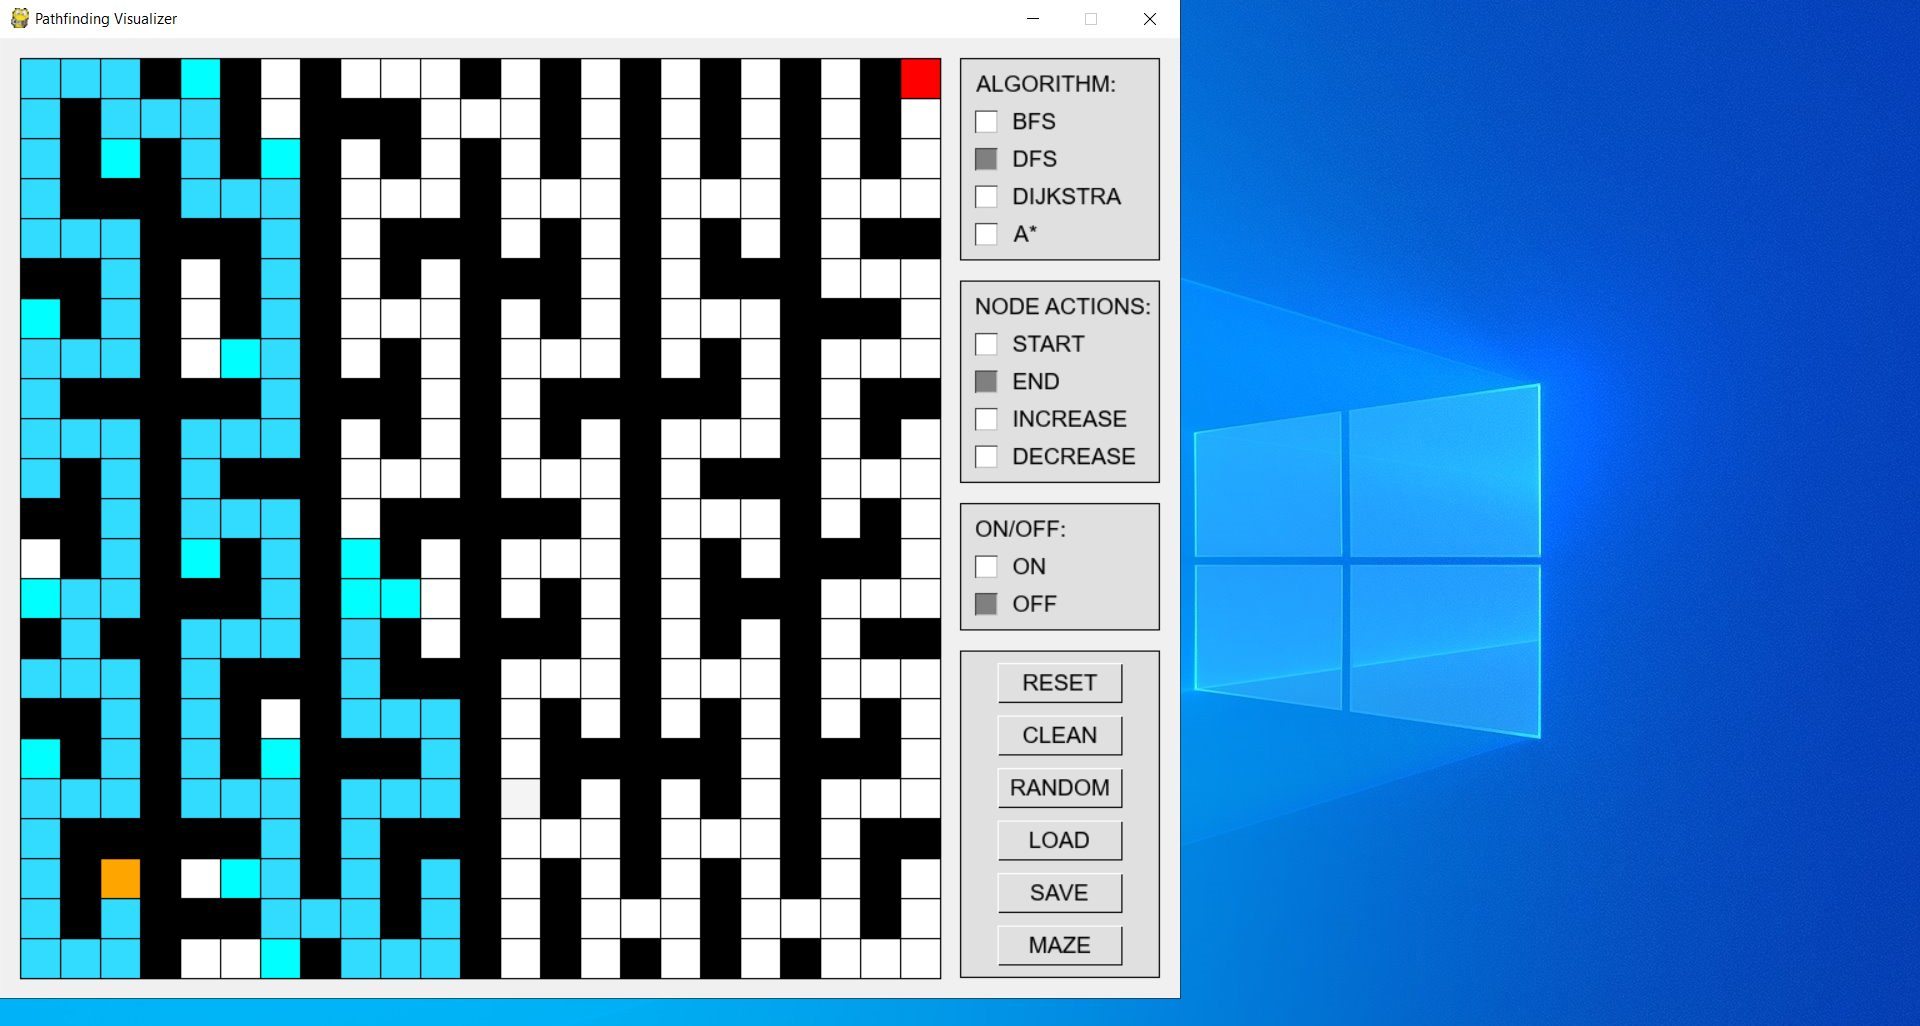 Pathfinding Visualizer
ALGORITHM:
BFS
DFS
DIJKSTRA
A*
NODE ACTIONS:
START
END
INCREASE
DECREASE
ON/OFF:
ON
OFF
RESET
CLEAN
RANDOM
LOAD
SAVE
MAZE